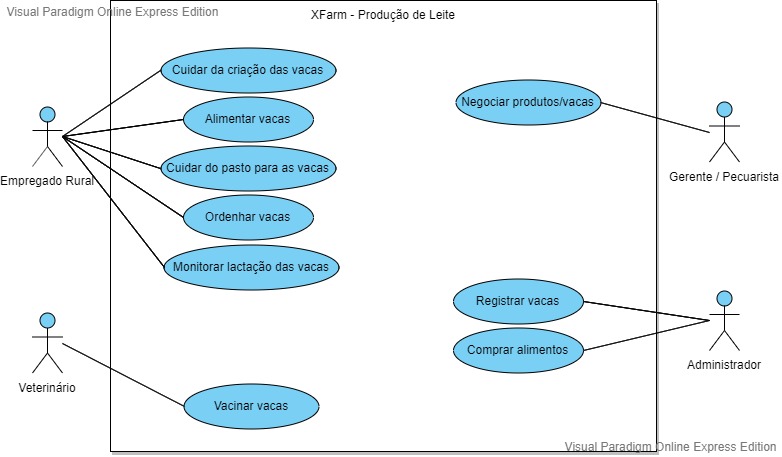 Visual Paradigm Online Express Edition
XFarm - Produção de Leite
Cuidar da criação das vacas
Negociar produtos/vacas
Alimentar vacas
Cuidar do pasto para as vacas
Empregado Rural
Gerente / Pecuarista
Ordenhar vacas
Monitorar lactação das vacas
Registrar vacas
Comprar alimentos
Administrador
Veterinário
Vacinar vacas
Visual Paradigm Online Express Edition